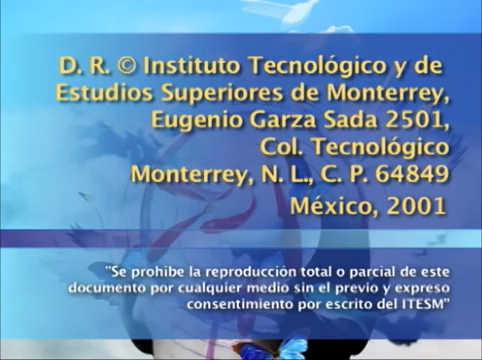 D. R. © Instituto Tecnológico y de
Estudios Superiores de Monterrey,
Eugenio Garza Sada 2501,
Col. Tecnológico
Monterrey, N. L., C. P. 64849
México, 2001
"Se prohibe la reproducción total o parcial de este
documento por cualquier medio sin el previo y expreso
consentimiento por escrito del ITESM"